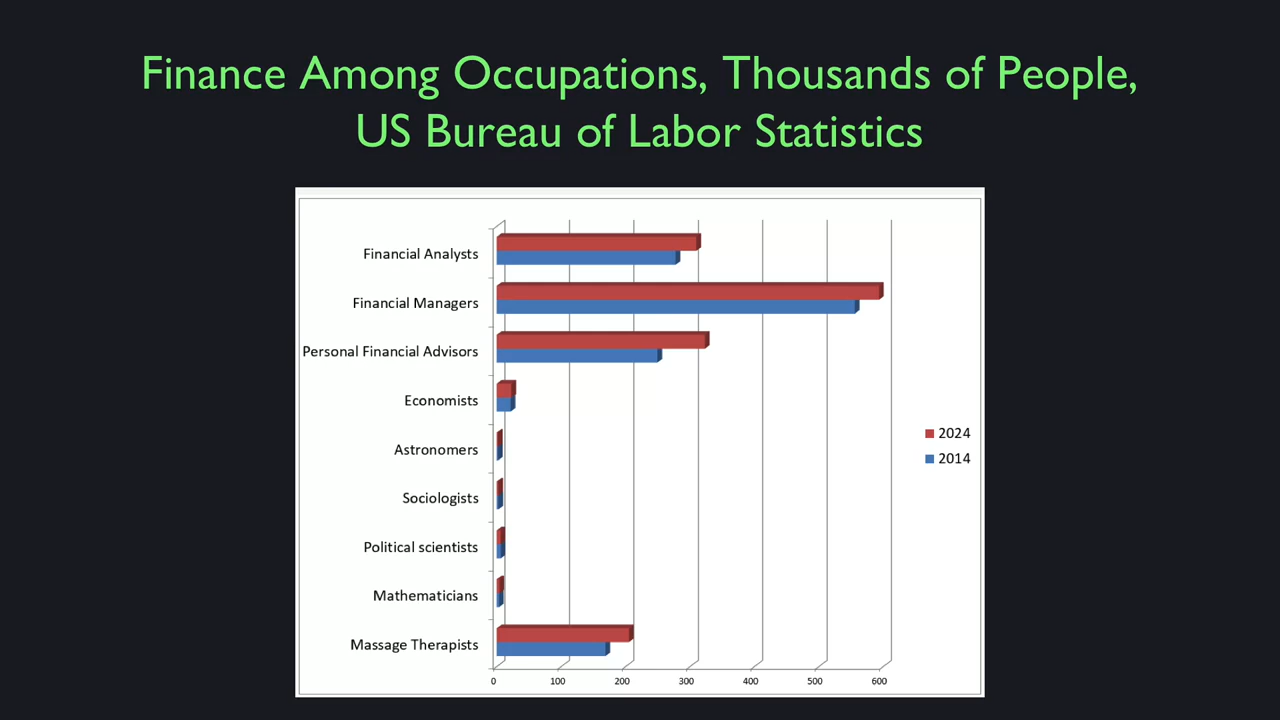 Finance Among Occupations, Thousands of People,
US Bureau of Labor Statistics
Financial Analysts
Financial Managers
Personal Financial Advisors
Economists
Astronomers
Sociologists
Political scientists
Mathematicians
Massage Therapists
2024
2014
0 100 200 300 400 500 600